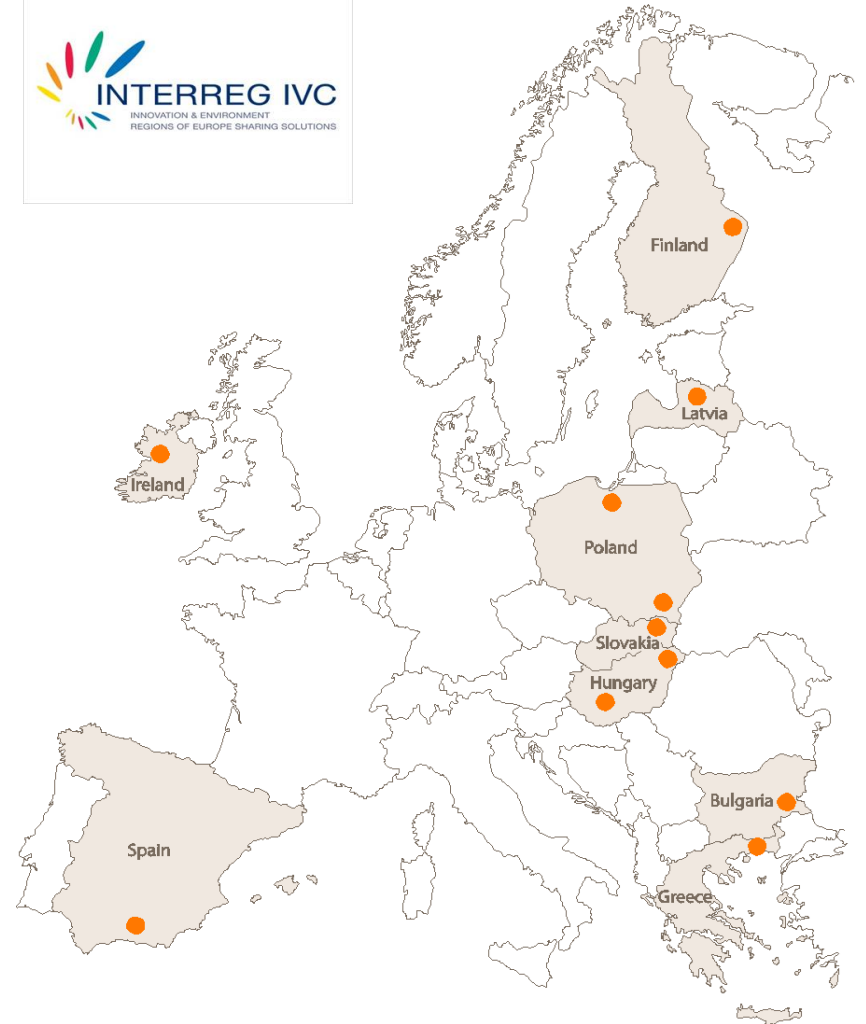 INTERREG IVC
INNOVATION & ENVIRONMENT
REGIONS OF EUROPE SHARING SOLUTIONS
Finland
Latvia
Ireland
Poland
Slovakia
Hungary
Bulgaria
Spain
Greece